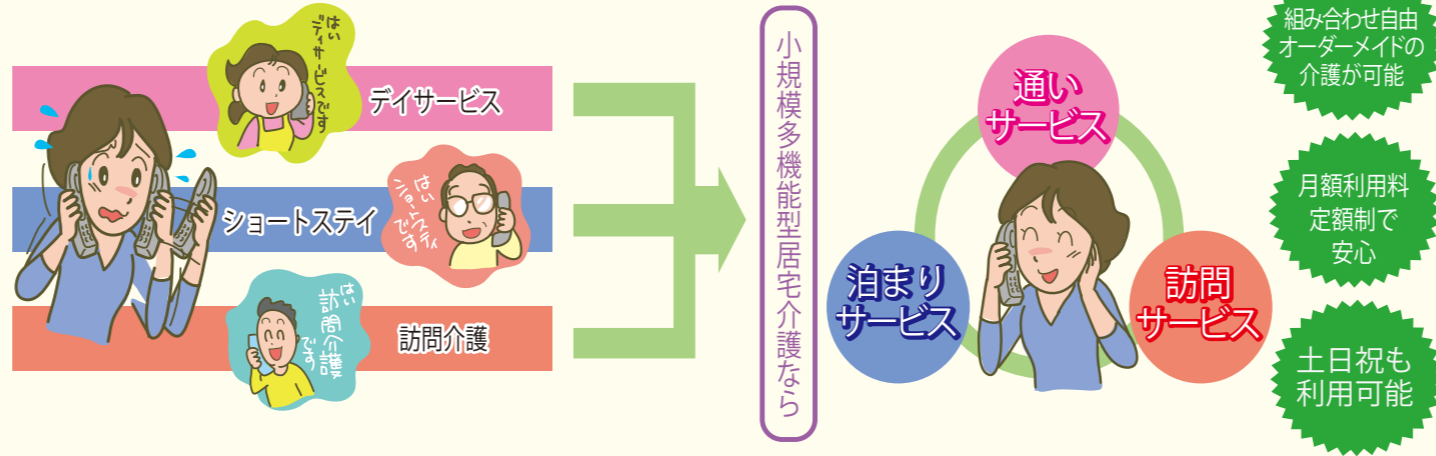 はい
デイサービスです
デイサービス
ショートステイ
はい
ショートステイ
です
はい
訪問介護
です
訪問介護
小規模多機能型居宅介護なら
通い
サービス
泊まり
サービス
訪問
サービス
組み合わせ自由
オーダーメイドの
介護が可能
月額利用料
定額制で
安心
土日祝も
利用可能